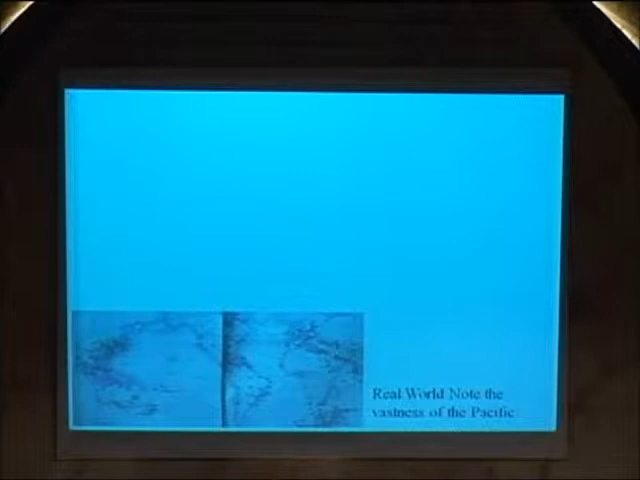 Real World Note the
vastness of the Pacific